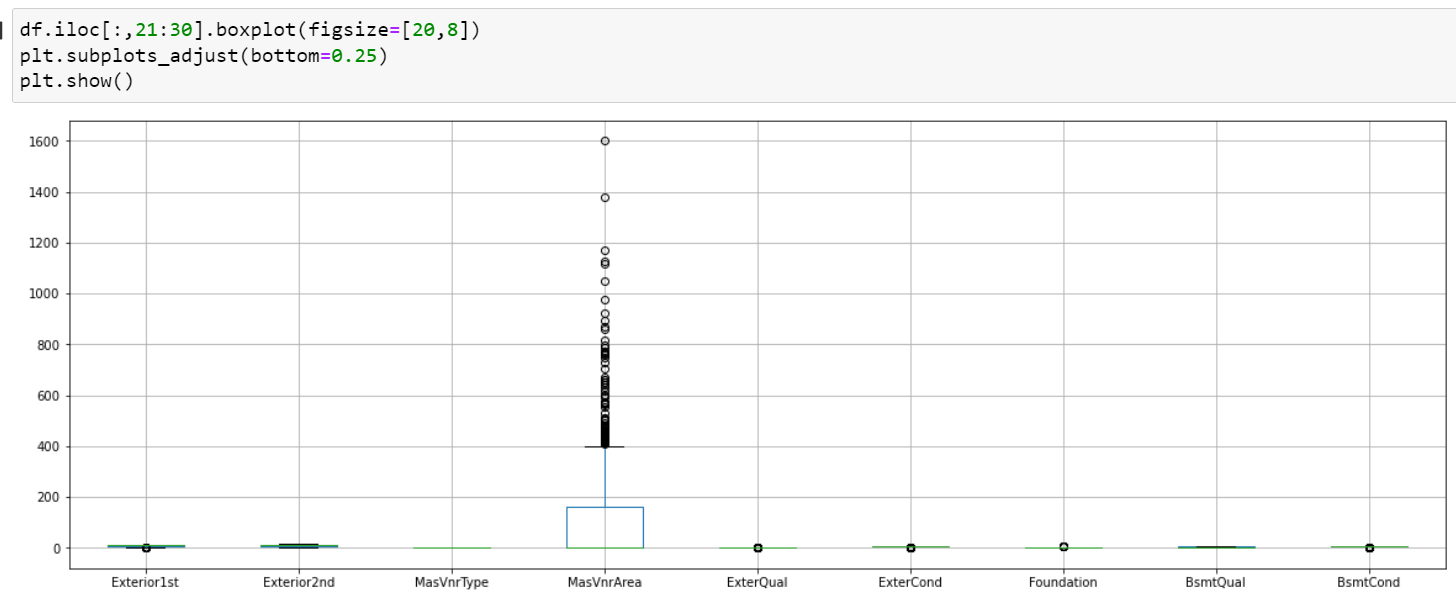 df.iloc[:,21:30].boxplot(figsize=[20,8])
plt.subplots_adjust(bottom=0.25)
plt.show()
1600
1400
1200
1000
800
600
400
200
0
Exterior1st Exterior2nd MasVnrType MasVnrArea ExterQual ExterCond Foundation BsmtQual BsmtCond